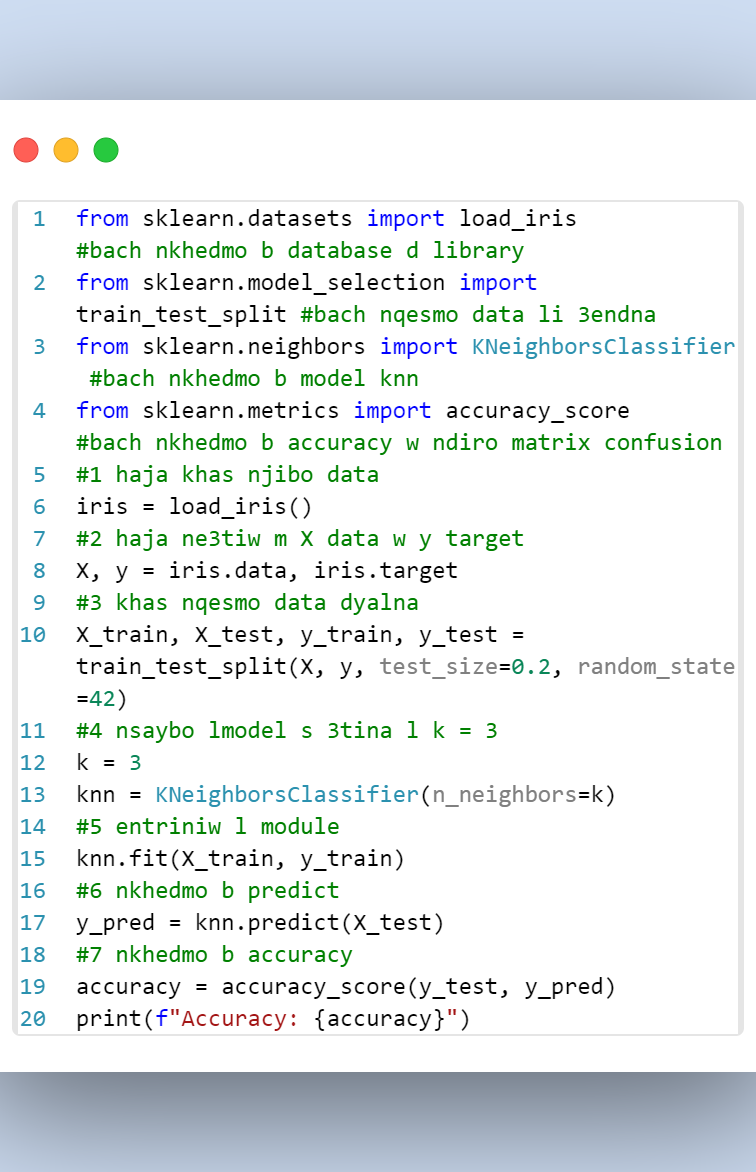 1 from sklearn.datasets import load_iris
#bach nkhedmo b database d library
2 from sklearn.model_selection import
train_test_split #bach nqesmo data li 3endna
3 from sklearn.neighbors import KNeighborsClassifier
#bach nkhedmo b model knn
4 from sklearn.metrics import accuracy_score
#bach nkhedmo b accuracy w ndiro matrix confusion
5 #1 haja khas njibo data
6 iris = load_iris()
7 #2 haja ne3tiw m X data w y target
8 X, y = iris.data, iris.target
9 #3 khas nqesmo data dyalna
10 X_train, X_test, y_train, y_test =
train_test_split(X, y, test_size=0.2, random_state
=42)
11 #4 nsaybo lmodel s 3tina l k = 3
12 k = 3
13 knn = KNeighborsClassifier(n_neighbors=k)
14 #5 entriniw l module
15 knn.fit(X_train, y_train)
16 #6 nkhedmo b predict
17 y_pred = knn.predict(X_test)
18 #7 nkhedmo b accuracy
19 accuracy = accuracy_score(y_test, y_pred)
20 print(f"Accuracy: {accuracy}")